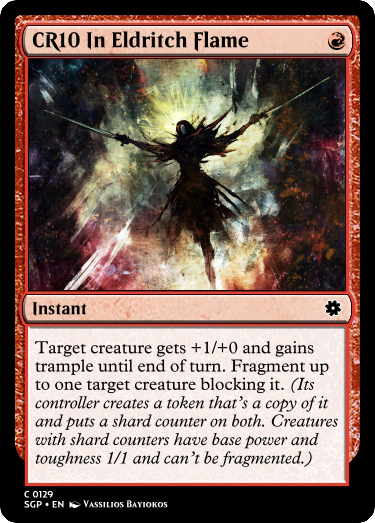 CR10 In Eldritch Flame
Instant
Target creature gets +1/+0 and gains
trample until end of turn. Fragment up
to one target creature blocking it. (Its
controller creates a token that's a copy of it
and puts a shard counter on both. Creatures
with shard counters have base power and
toughness 1/1 and can't be fragmented.)
C 0129
SGP • EN Vassilios Bayiokos